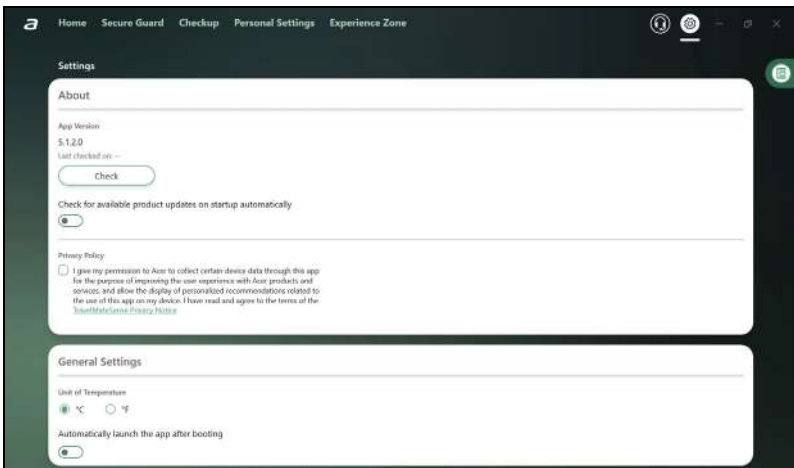 a Home Secure Guard Checkup Personal Settings Experience Zone
Settings
About
App Version
5.1.2.0
Last checked on: --
Check
Check for available product updates on startup automatically
Privacy Policy
I give my permission to Acer to collect certain device data through this app
for the purpose of improving the user experience with Acer products and
services, and allow the display of personalized recommendations related to
the use of this app on my device. I have read and agree to the terms of the
TravelMateSense Privacy Notice
General Settings
Unit of Temperature
°C °F
Automatically launch the app after booting